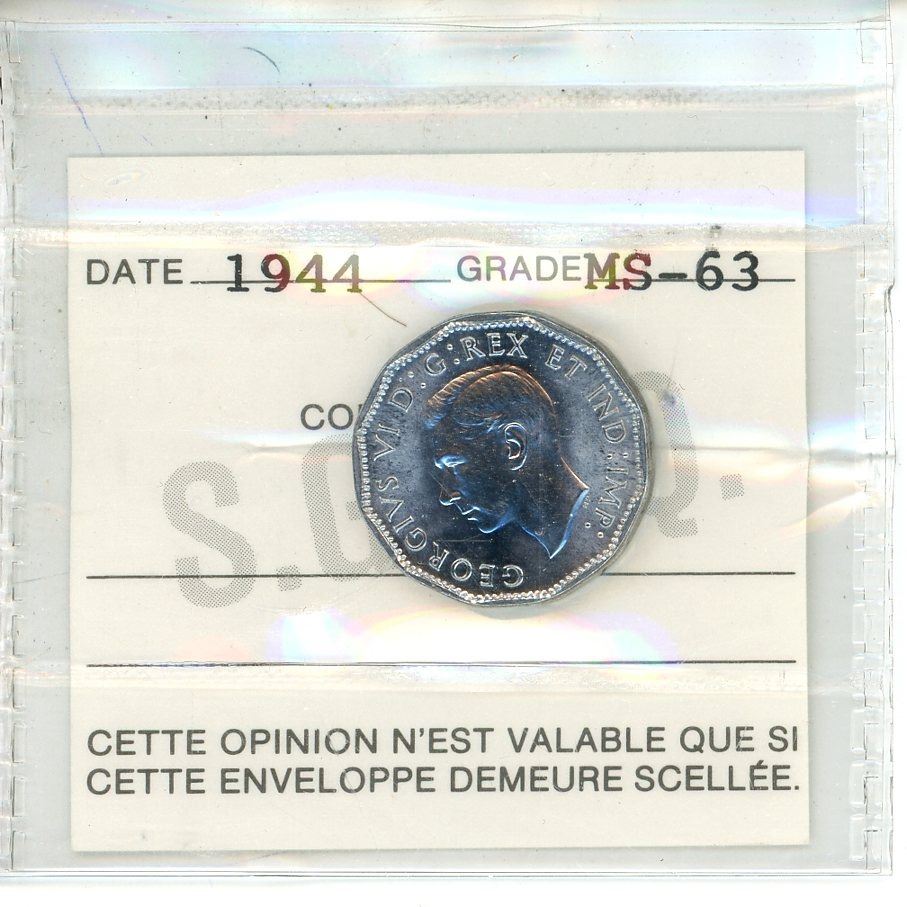 DATE 1944 GRADE MS-63
GEORGIVS VI D:G:REX ET IND:IMP.
CO
S.G. Q.
CETTE OPINION N'EST VALABLE QUE SI
CETTE ENVELOPPE DEMEURE SCELLÉE.